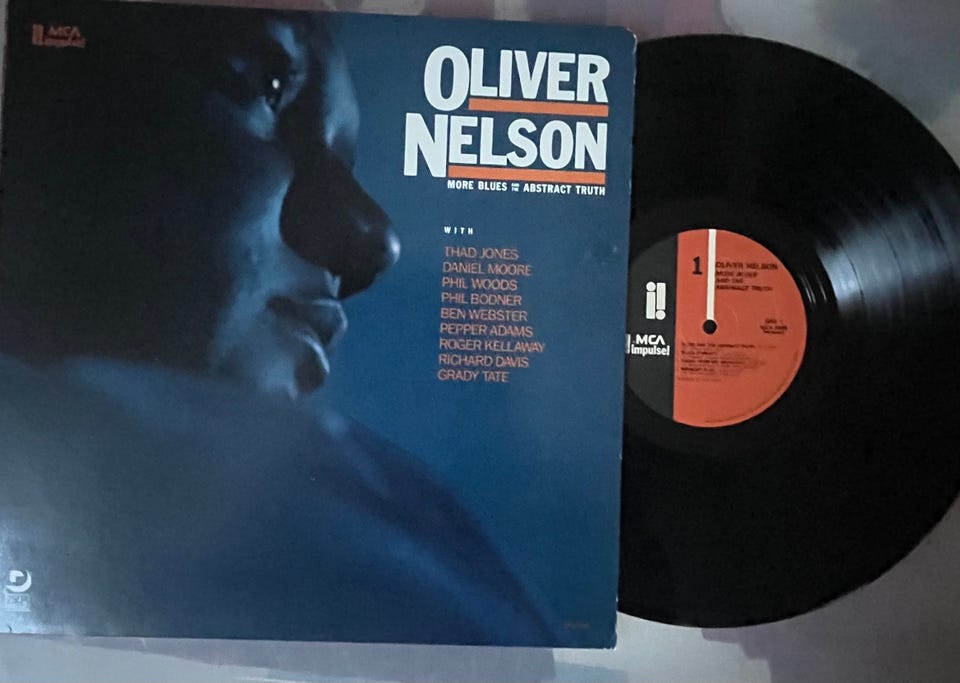 MCA
impulse!
OLIVER
NELSON
MORE BLUES AND THE ABSTRACT TRUTH
WITH
THAD JONES
DANIEL MOORE
PHIL WOODS
PHIL BODNER
BEN WEBSTER
PEPPER ADAMS
ROGER KELLAWAY
RICHARD DAVIS
GRADY TATE
1
OLIVER NELSON
MORE BLUES
AND THE
ABSTRACT TRUTH
MCA
impulse!